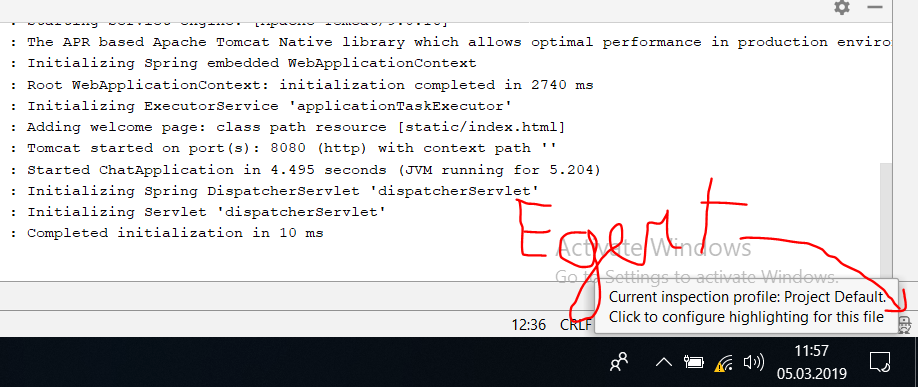 : Starting Servlet engine: [Apache Tomcat/9.0.16]
: The APR based Apache Tomcat Native library which allows optimal performance in production enviro
: Initializing Spring embedded WebApplicationContext
: Root WebApplicationContext: initialization completed in 2740 ms
: Initializing ExecutorService 'applicationTaskExecutor'
: Adding welcome page: class path resource [static/index.html]
: Tomcat started on port(s): 8080 (http) with context path ''
: Started ChatApplication in 4.495 seconds (JVM running for 5.204)
: Initializing Spring DispatcherServlet 'dispatcherServlet'
: Initializing Servlet 'dispatcherServlet'
: Completed initialization in 10 ms
Egert
Activate Windows
Go to Settings to activate Windows.
Current inspection profile: Project Default.
Click to configure highlighting for this file
12:36 CRLF
11:57
05.03.2019